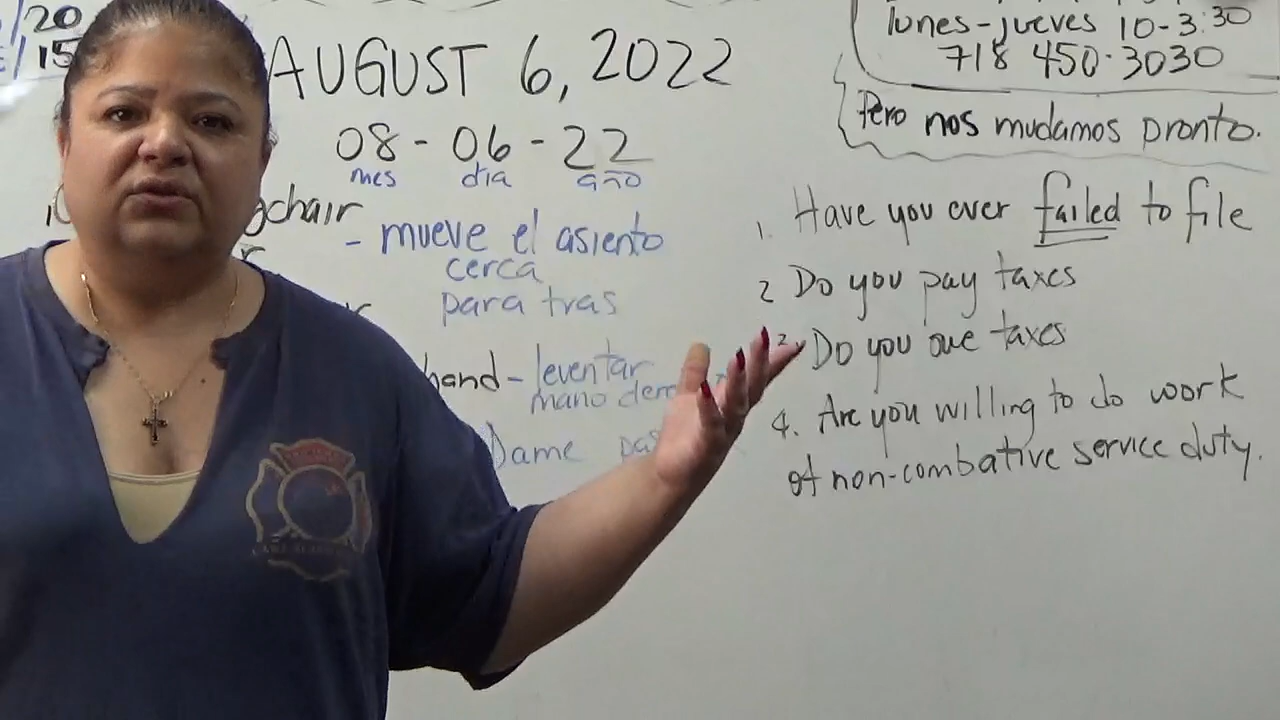 20
15
AUGUST 6, 2022
08 - 06 - 22
mes dia año
chair
- mueve el asiento
cerca
para tras
hand - leventar
mano
Dame
lunes-jueves 10-3:30
718 450-3030
Pero nos mudamos pronto.
1. Have you ever failed to file
2 Do you pay taxes
Do you owe taxes
4. Are you willing to do work
of non-combative service duty.